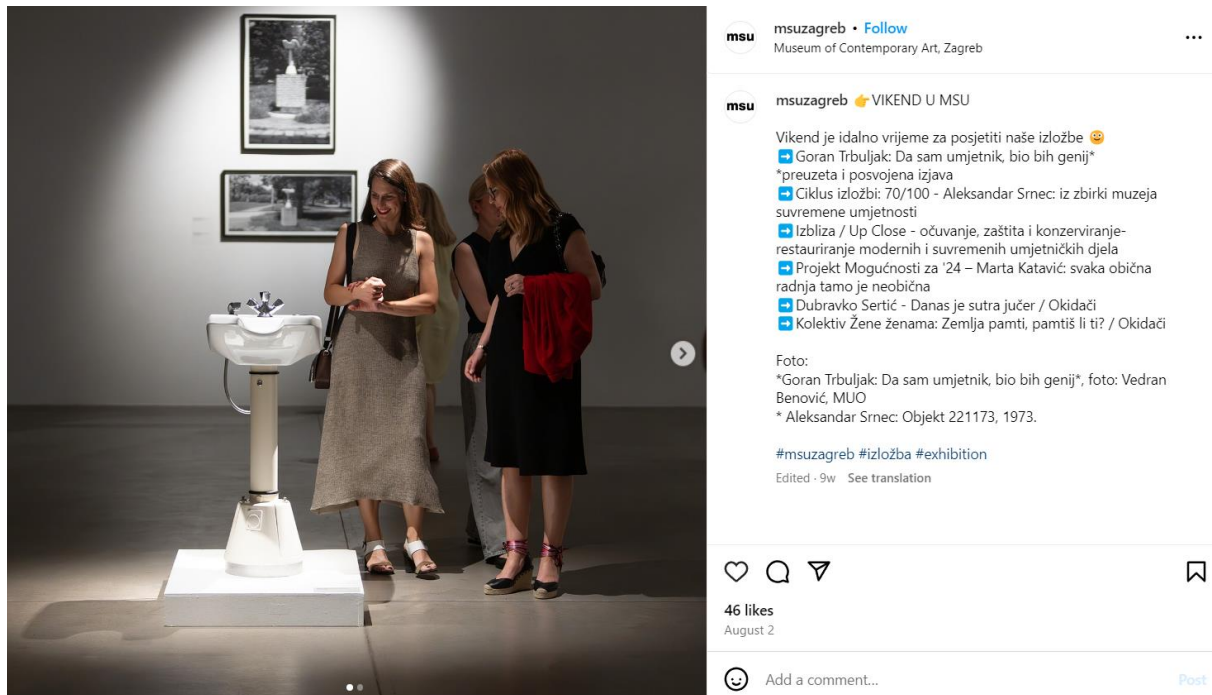 msu
msuzagreb • Follow
Museum of Contemporary Art, Zagreb
msu
msuzagreb 👉VIKEND U MSU
Vikend je idalno vrijeme za posjetiti naše izložbe 🙂
➡️Goran Trbuljak: Da sam umjetnik, bio bih genij*
*preuzeta i posvojena izjava
➡️Ciklus izložbi: 70/100 - Aleksandar Srnec: iz zbirki muzeja
suvremene umjetnosti
➡️Izbliza / Up Close - očuvanje, zaštita i konzerviranje-
restauriranje modernih i suvremenih umjetničkih djela
➡️Projekt Mogućnosti za '24 – Marta Katavić: svaka obična
radnja tamo je neobična
➡️Dubravko Sertić - Danas je sutra jučer / Okidači
➡️Kolektiv Žene ženama: Zemlja pamti, pamtiš li ti? / Okidači
Foto:
*Goran Trbuljak: Da sam umjetnik, bio bih genij*, foto: Vedran
Benović, MUO
* Aleksandar Srnec: Objekt 221173, 1973.
#msuzagreb #izložba #exhibition
Edited · 9w See translation
46 likes
August 2
Add a comment...
Post